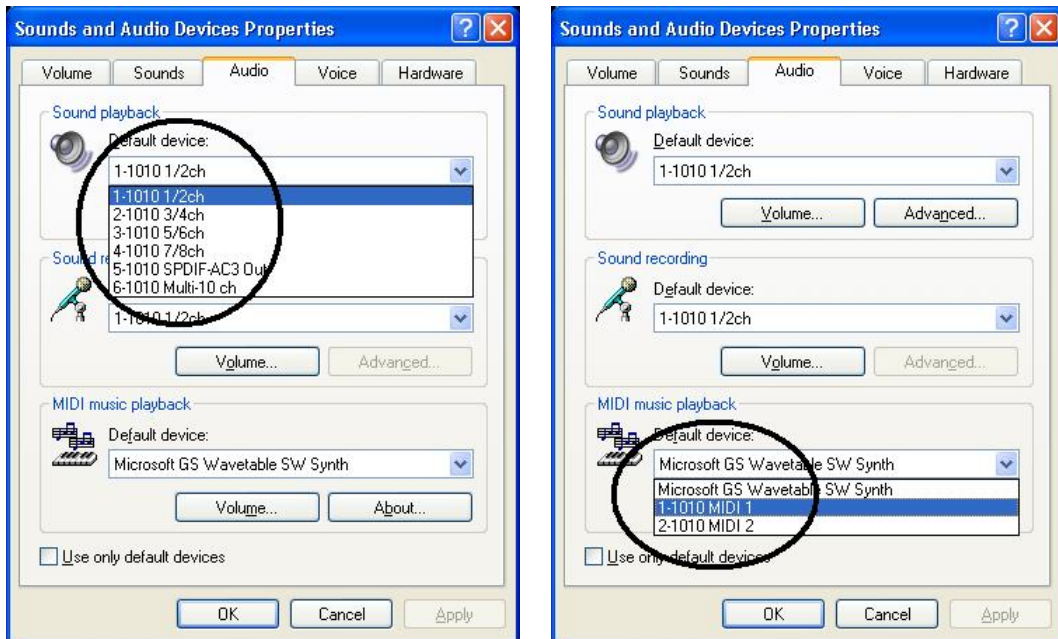 Sounds and Audio Devices Properties
Volume
Sounds
Audio
Voice
Hardware
Sound playback
Default device:
1-1010 1/2ch
1-1010 1/2ch
2-1010 3/4ch
3-1010 5/6ch
4-1010 7/8ch
5-1010 SPDIF-AC3 Out
6-1010 Multi-10 ch
1-1010 1/2ch
Volume...
Advanced...
MIDI music playback
Default device:
Microsoft GS Wavetable SW Synth
Volume...
About...
Use only default devices
OK
Cancel
Apply
Sounds and Audio Devices Properties
Volume
Sounds
Audio
Voice
Hardware
Sound playback
Default device:
1-1010 1/2ch
Volume...
Advanced...
Sound recording
Default device:
1-1010 1/2ch
Volume...
Advanced...
MIDI music playback
Default device:
Microsoft GS Wavetable SW Synth
Microsoft GS Wavetable SW Synth
1-1010 MIDI 1
2-1010 MIDI 2
Use only default devices
OK
Cancel
Apply